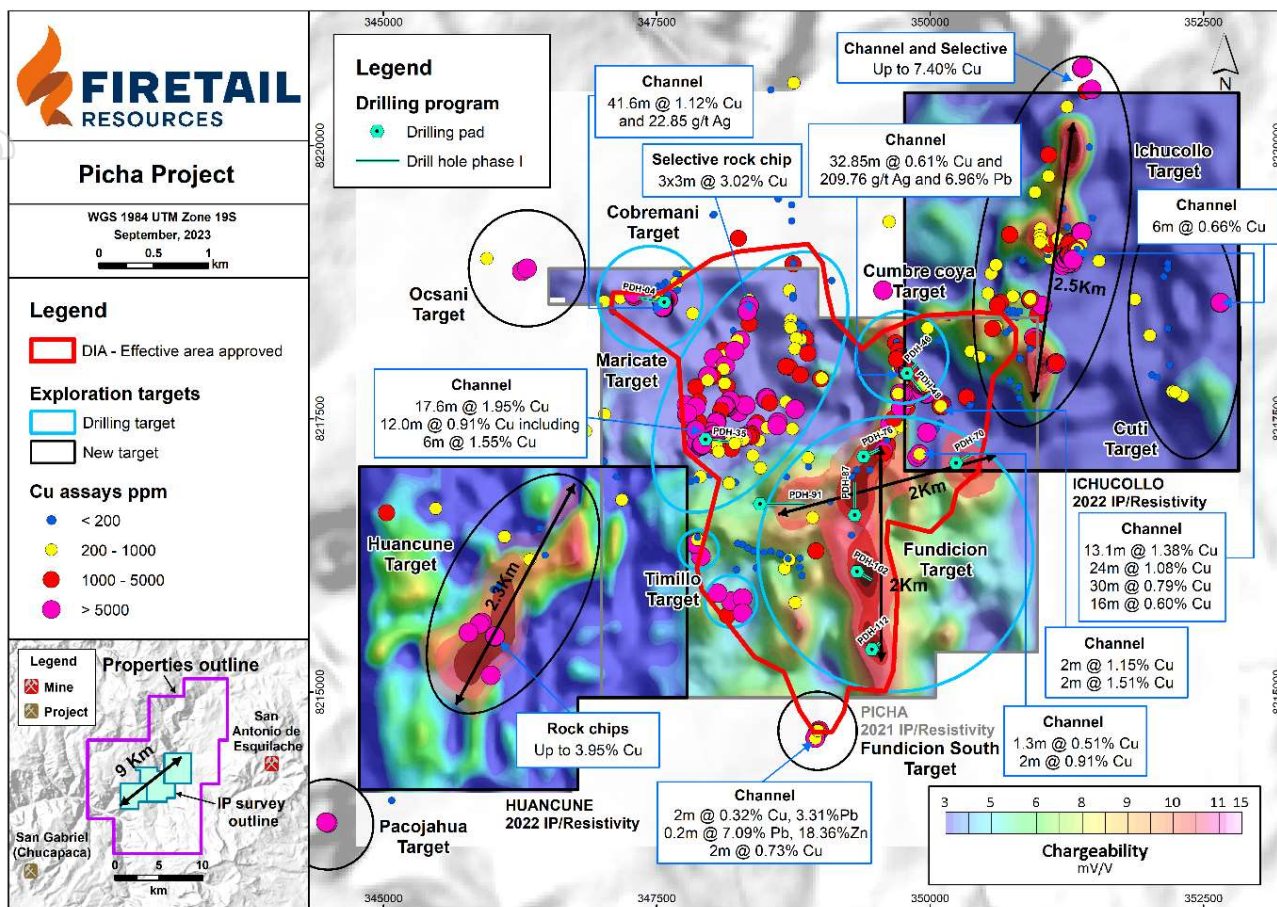 FIRETAIL
RESOURCES
Picha Project
WGS 1984 UTM Zone 19S
September, 2023
0 0.5 1
km
Legend
DIA - Effective area approved
Exploration targets
Drilling target
New target
Cu assays ppm
< 200
200 - 1000
1000 - 5000
> 5000
Legend
Mine
Project
Properties outline
San
Antonio de
Esquilache
9 Km
IP survey
outline
San Gabriel
(Chucapaca)
0 5 10
km
345000
347500
350000
352500
Legend
Drilling program
Drilling pad
Drill hole phase I
Channel
41.6m @ 1.12% Cu
and 22.85 g/t Ag
Selective rock chip
3x3m @ 3.02% Cu
Channel and Selective
Up to 7.40% Cu
Channel
32.85m @ 0.61% Cu and
209.76 g/t Ag and 6.96% Pb
N
8220000
8220000
Ichucollo
Target
Channel
6m @ 0.66% Cu
Cobremani
Target
Ocsani
Target
PDH-04
Cumbre coya
Target
2.5Km
Maricate
Target
PDH-46
PDH-48
Channel
17.6m @ 1.95% Cu
12.0m @ 0.91% Cu including
6m @ 1.55% Cu
PDH-35
8217500
8217500
Cuti
Target
PDH-76
PDH-70
PDH-87
PDH-91
2Km
ICHUCOLLO
2022 IP/Resistivity
Huancune
Target
2.3Km
Fundicion
Target
PDH-102
2Km
Timillo
Target
PDH-112
Channel
13.1m @ 1.38% Cu
24m @ 1.08% Cu
30m @ 0.79% Cu
16m @ 0.60% Cu
Channel
2m @ 1.15% Cu
2m @ 1.51% Cu
8215000
8215000
Rock chips
Up to 3.95% Cu
PICHA
2021 IP/Resistivity
Fundicion South
Target
Channel
1.3m @ 0.51% Cu
2m @ 0.91% Cu
Pacojahua
Target
HUANCUNE
2022 IP/Resistivity
Channel
2m @ 0.32% Cu, 3.31%Pb
0.2m @ 7.09% Pb, 18.36%Zn
2m @ 0.73% Cu
3 5 6 8 9 10 11 15
Chargeability
mV/V
345000
347500
350000
352500